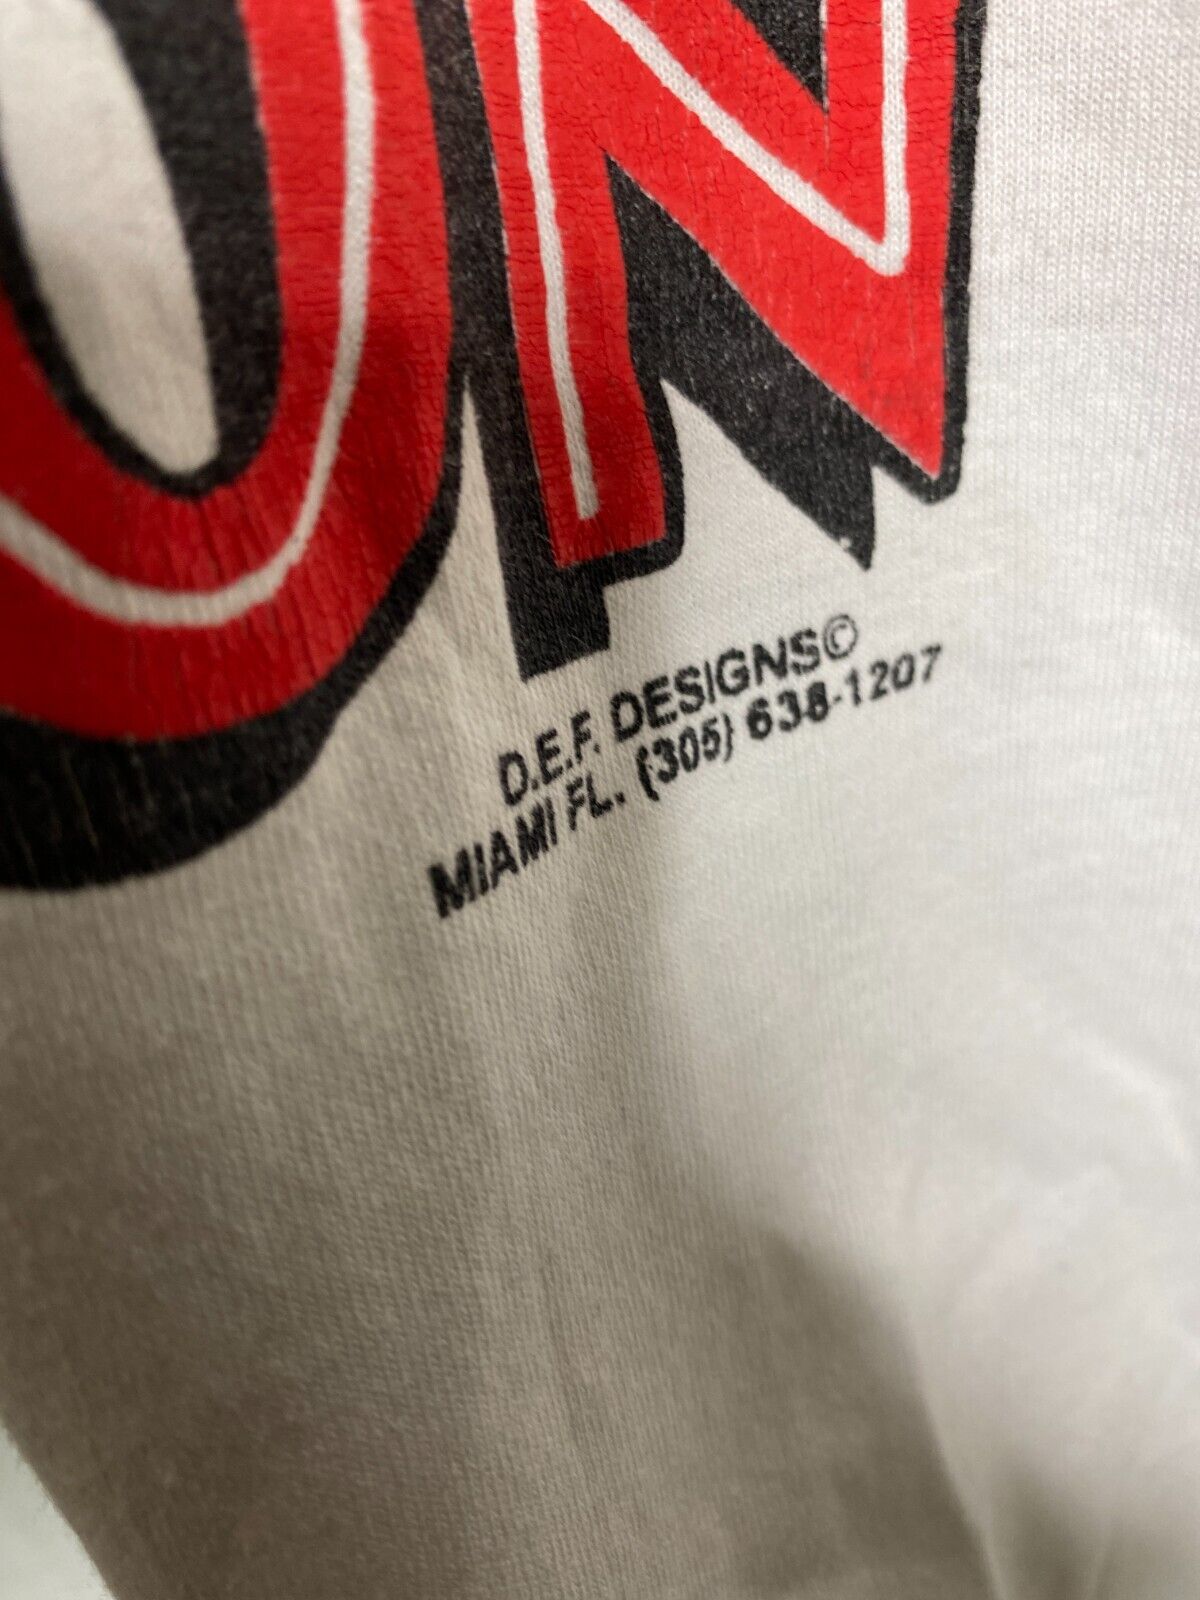 ON
D.E.F. DESIGNS©
MIAMI FL. (305) 638-1207